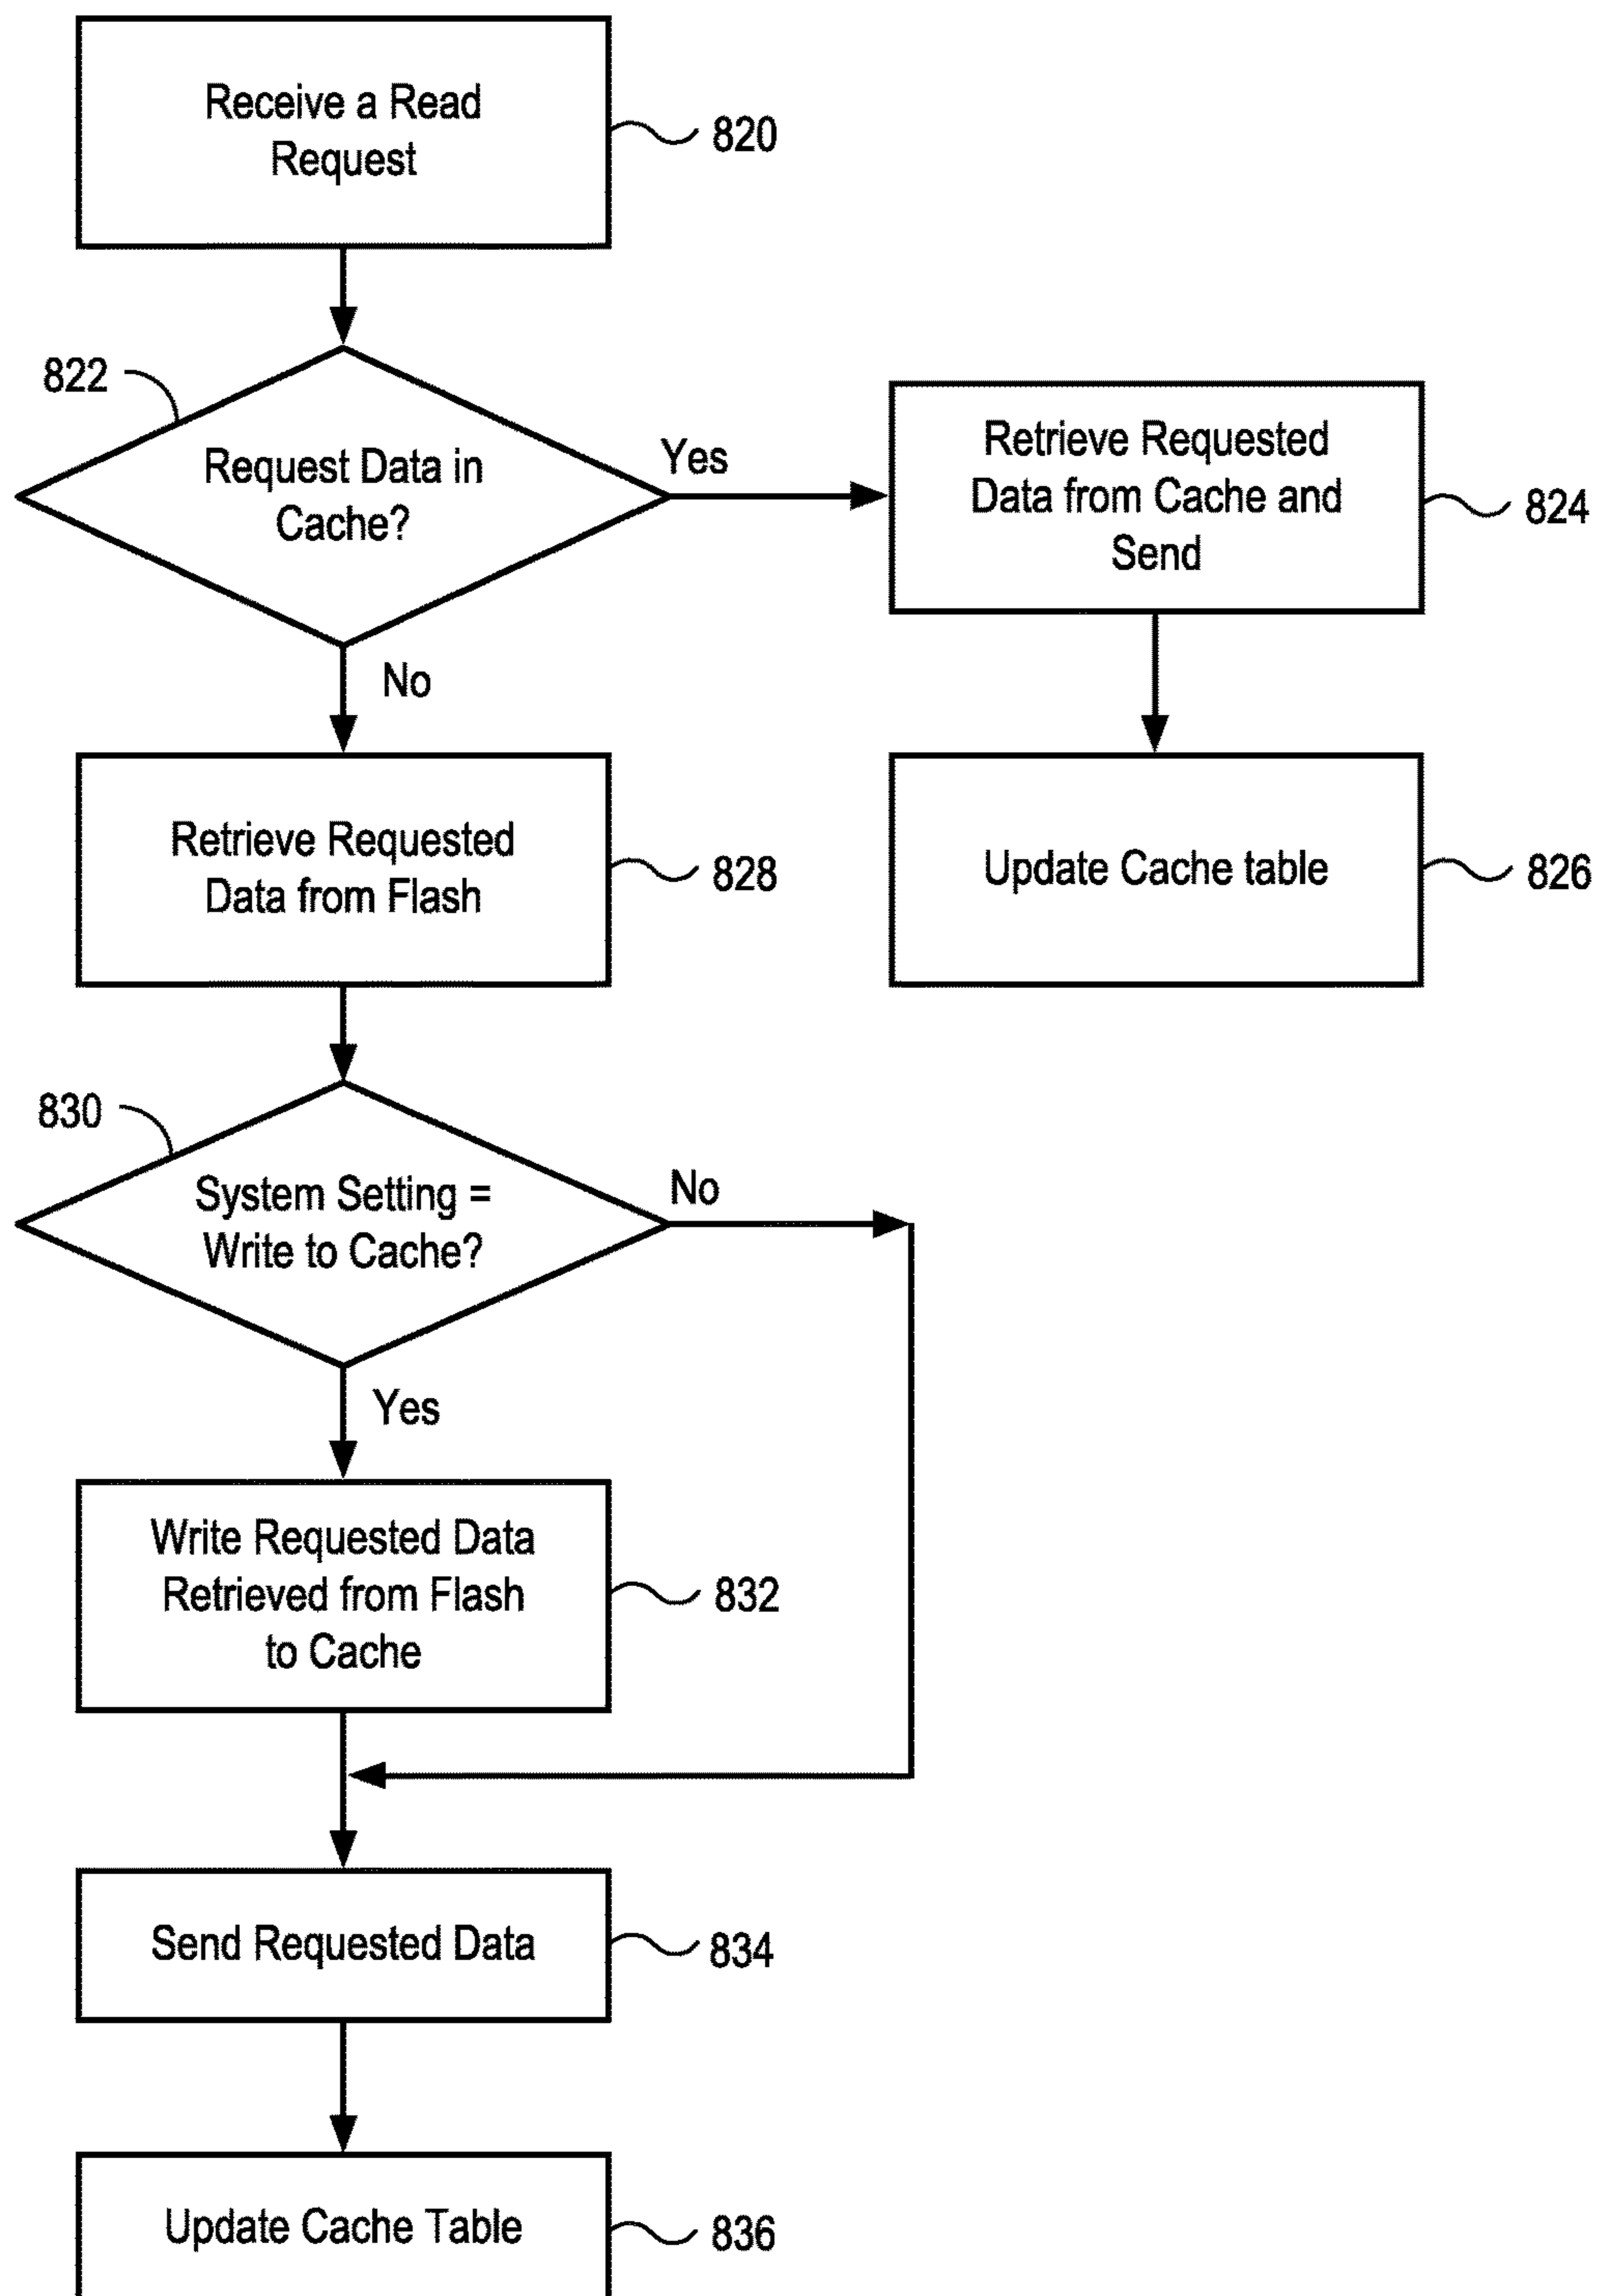 Receive a Read
Request
820
822
Request Data in
Cache?
Yes
Retrieve Requested
Data from Cache and
Send
824
No
Retrieve Requested
Data from Flash
828
Update Cache table
826
830
System Setting =
Write to Cache?
No
Yes
Write Requested Data
Retrieved from Flash
to Cache
832
Send Requested Data
834
Update Cache Table
836